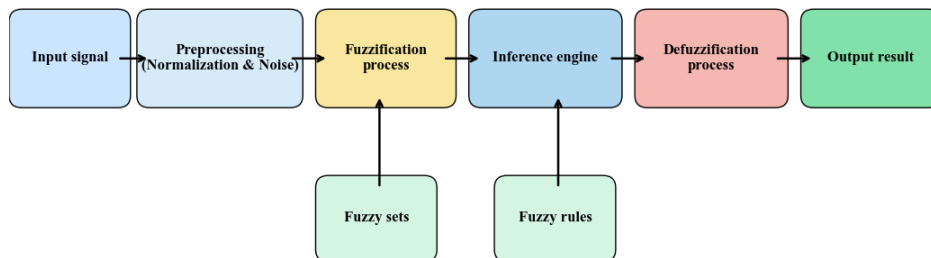 Input signal
Preprocessing
(Normalization & Noise)
Fuzzification
process
Inference engine
Defuzzification
process
Output result
Fuzzy sets
Fuzzy rules